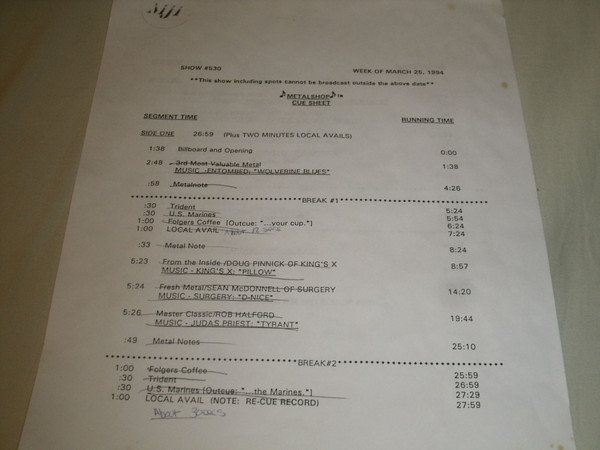 SHOW #530 WEEK OF MARCH 25, 1994
**This show including spots cannot be broadcast outside the above date**
♪METALSHOP♪tm
CUE SHEET
SEGMENT TIME RUNNING TIME
SIDE ONE 26:59 (Plus TWO MINUTES LOCAL AVAILS)
1:38 Billboard and Opening 0:00
2:48 3rd Most Valuable Metal 1:38
MUSIC -ENTOMBED: "WOLVERINE BLUES"
:58 Metalnote 4:26
BREAK #1
:30 Trident 5:24
:30 U.S. Marines 5:54
1:00 Folgers Coffee [Outcue: "...your cup."] 6:24
1:00 LOCAL AVAIL 7:24
:33 Metal Note 8:24
5:23 From the Inside /DOUG PINNICK OF KING'S X 8:57
MUSIC - KING'S X: "PILLOW"
5:24 Fresh Metal/SEAN McDONNELL OF SURGERY 14:20
MUSIC - SURGERY: "D-NICE"
5:26 Master Classic/ROB HALFORD 19:44
MUSIC - JUDAS PRIEST: "TYRANT"
:49 Metal Notes 25:10
BREAK#2
1:00 Folgers Coffee 25:59
:30 Trident 26:59
:30 U.S. Marines [Outcue: "...the Marines."] 27:29
1:00 LOCAL AVAIL (NOTE: RE-CUE RECORD) 27:59